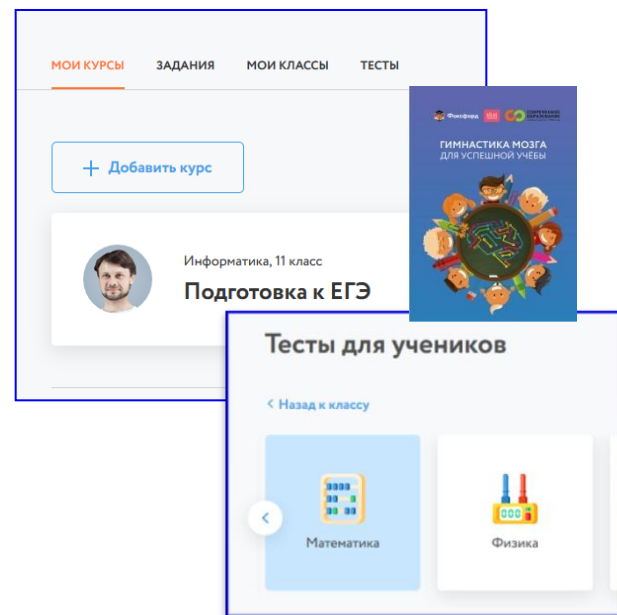 МОИ КУРСЫ ЗАДАНИЯ МОИ КЛАССЫ ТЕСТЫ
+ Добавить курс
Информатика, 11 класс
Подготовка к ЕГЭ
Фоксфорд
ГИМНАСТИКА МОЗГА
ДЛЯ УСПЕШНОЙ УЧЁБЫ
Тесты для учеников
< Назад к классу
Математика
Физика